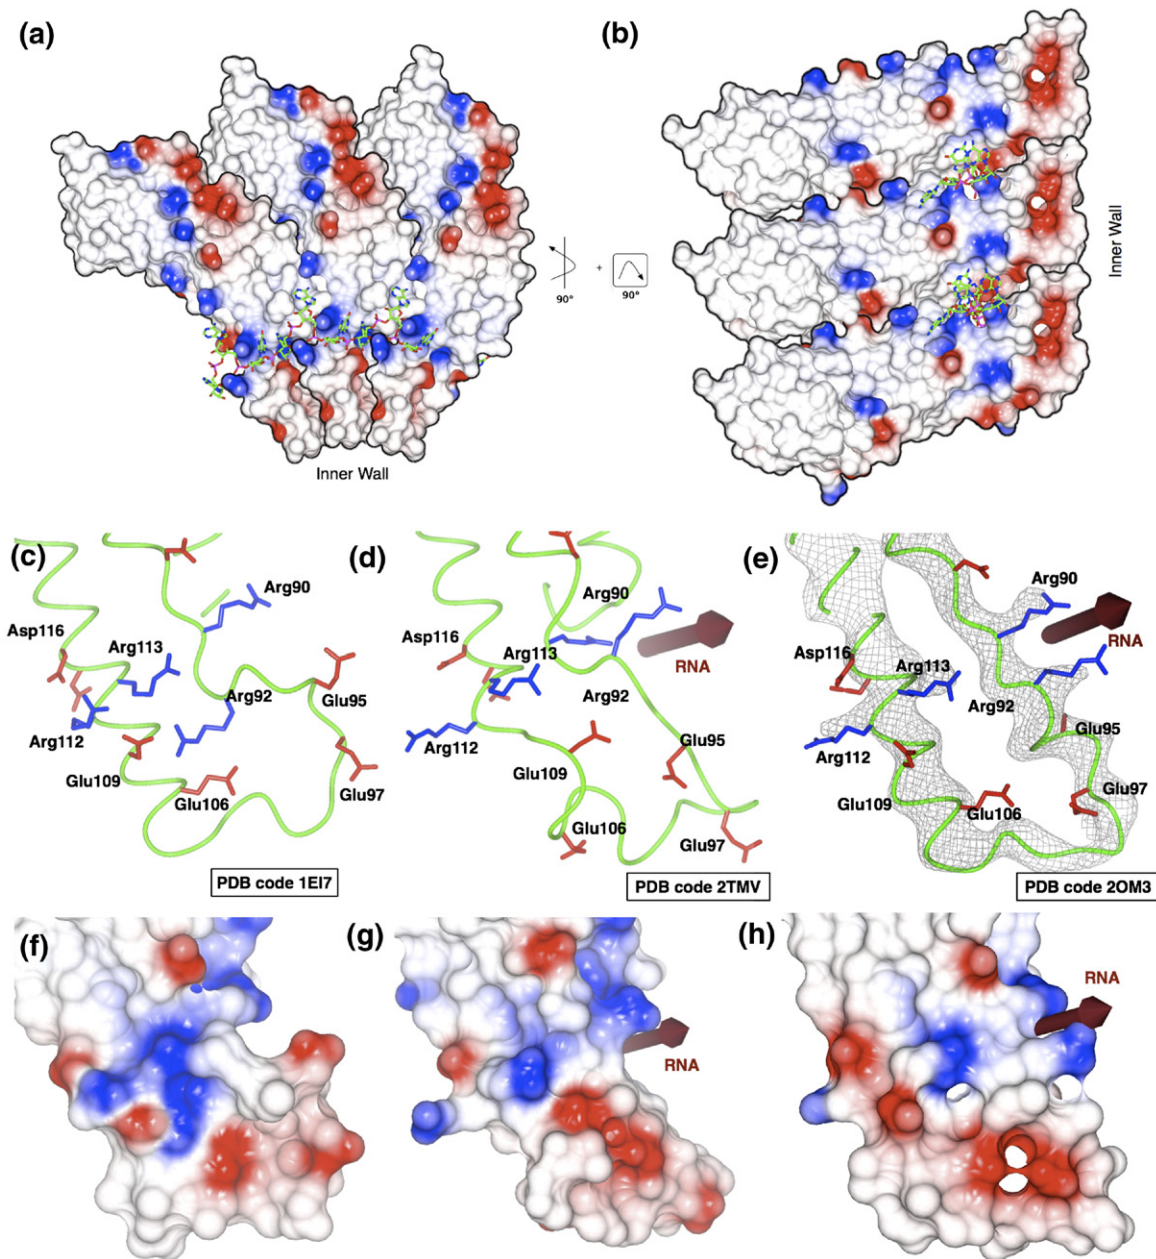 (a)
(b)
90°
+
90°
Inner Wall
Inner Wall
(c)
Arg90
Asp116
Arg113
Arg92
Glu95
Arg112
Glu109
Glu106
Glu97
PDB code 1EI7
(d)
Arg90
Asp116
Arg113
RNA
Arg92
Arg112
Glu95
Glu109
Glu106
Glu97
PDB code 2TMV
(e)
Arg90
RNA
Asp116
Arg113
Arg92
Glu95
Arg112
Glu97
Glu109
Glu106
PDB code 2OM3
(f)
(g)
RNA
(h)
RNA